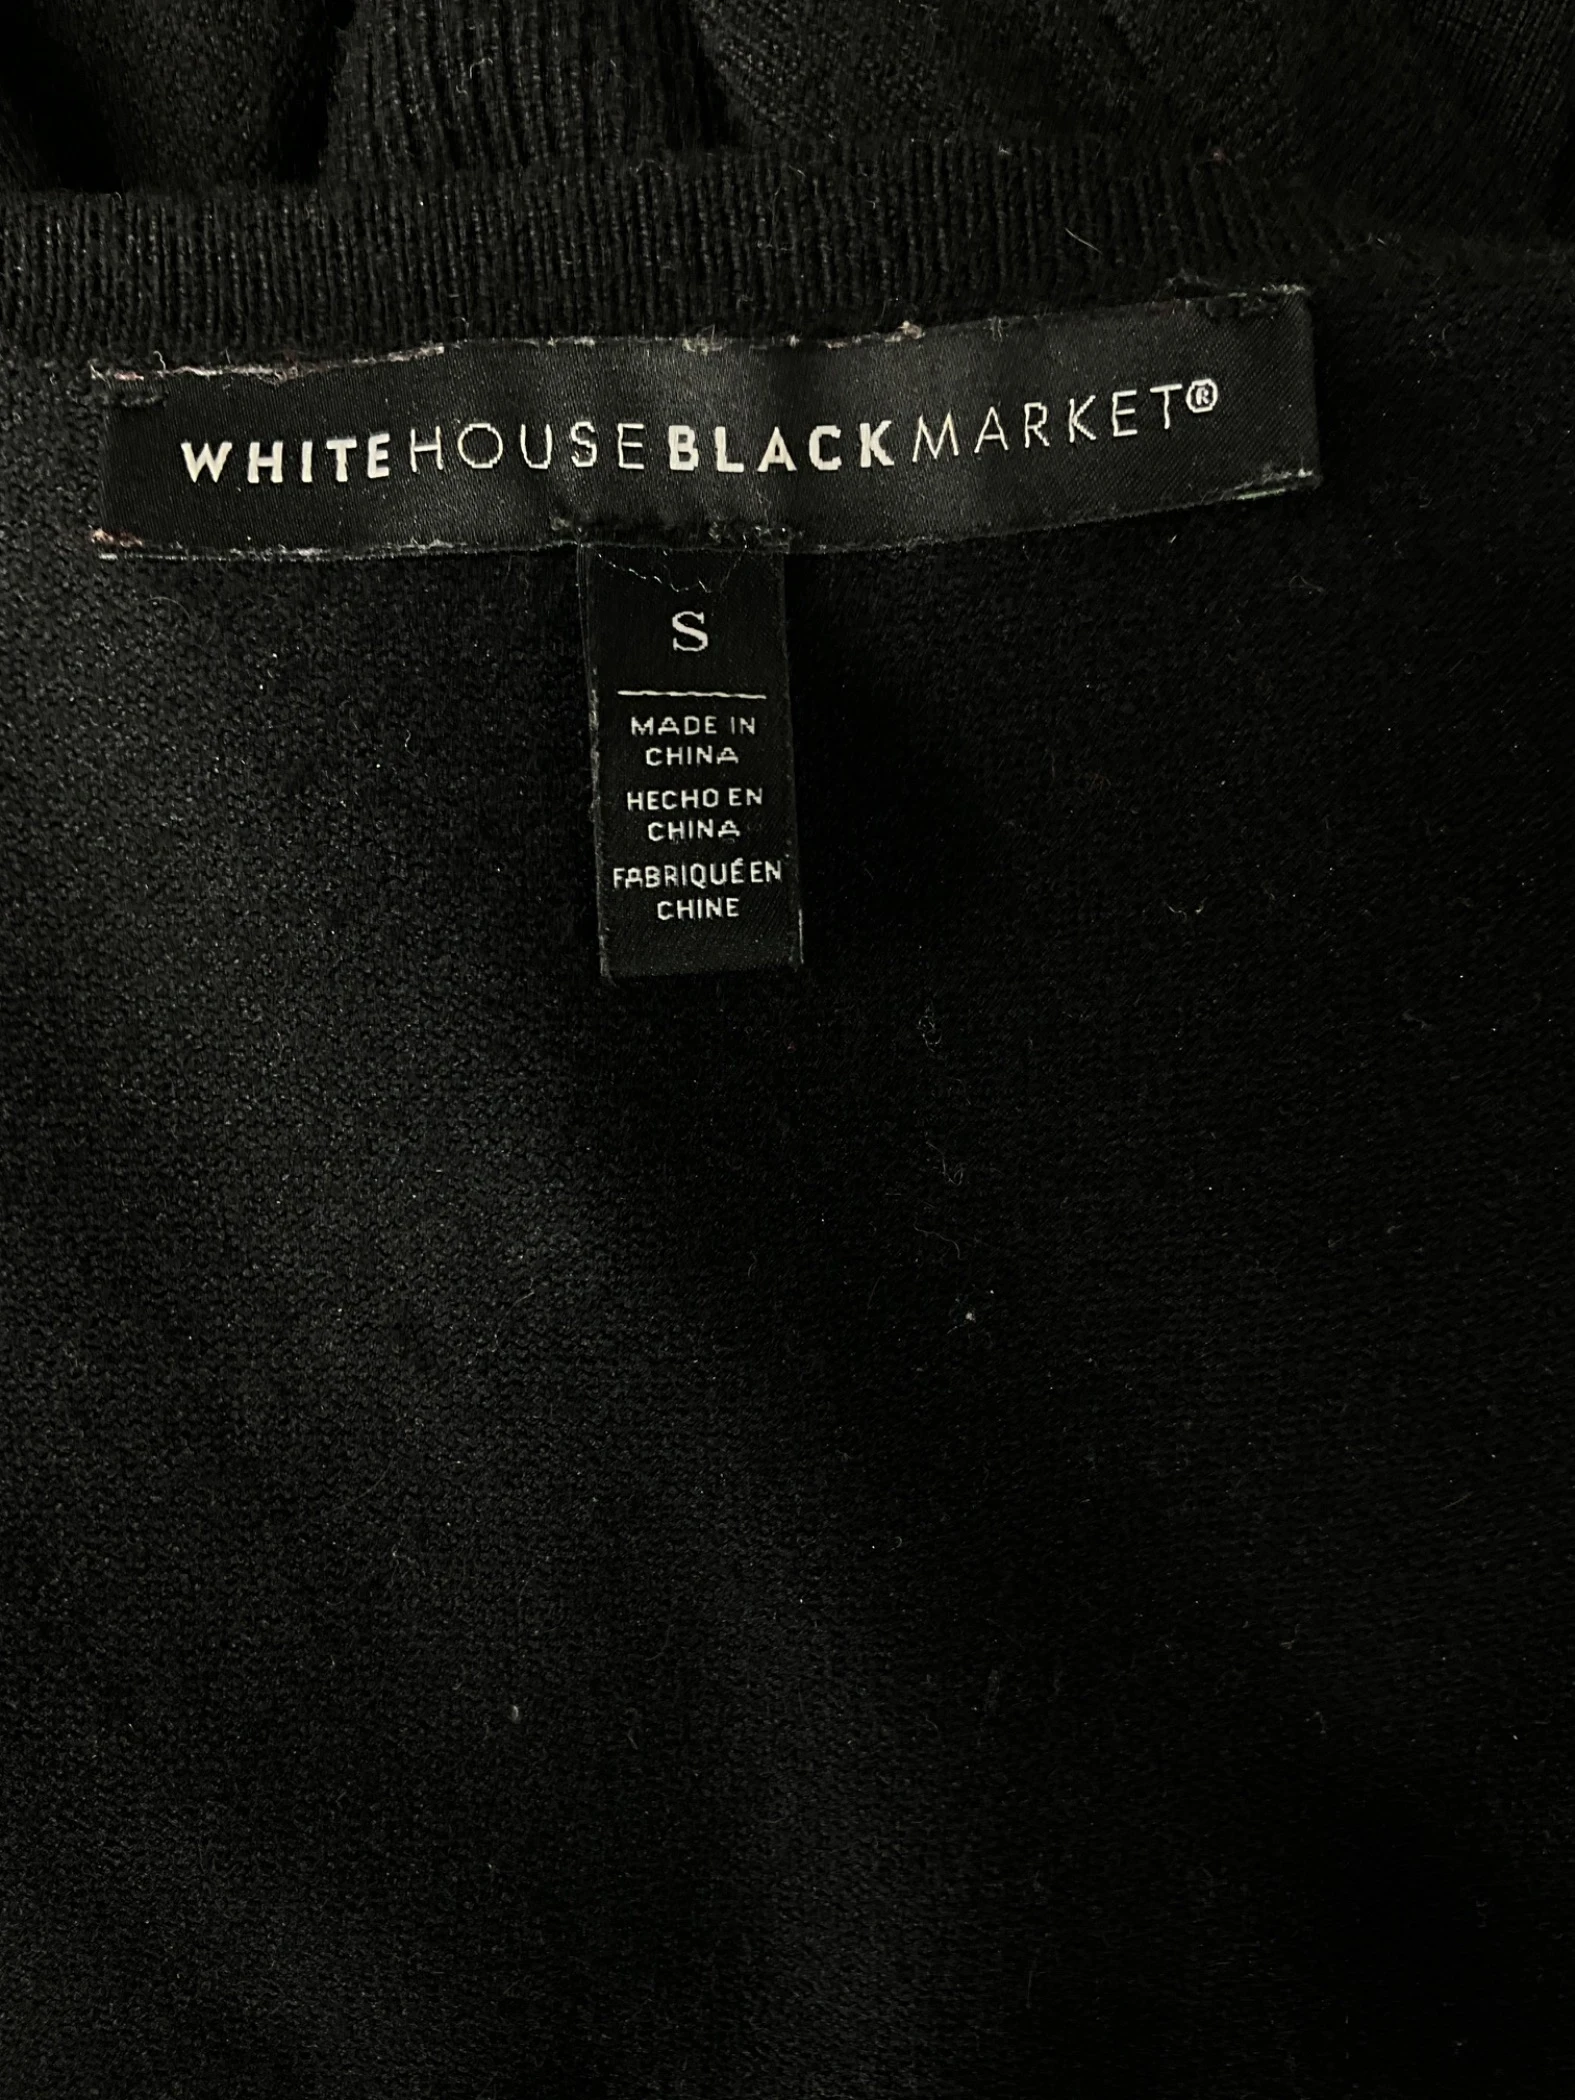 WHITEHOUSEBLACKMARKET®
S
MADE IN
CHINA
HECHO EN
CHINA
FABRIQUÉ EN
CHINE